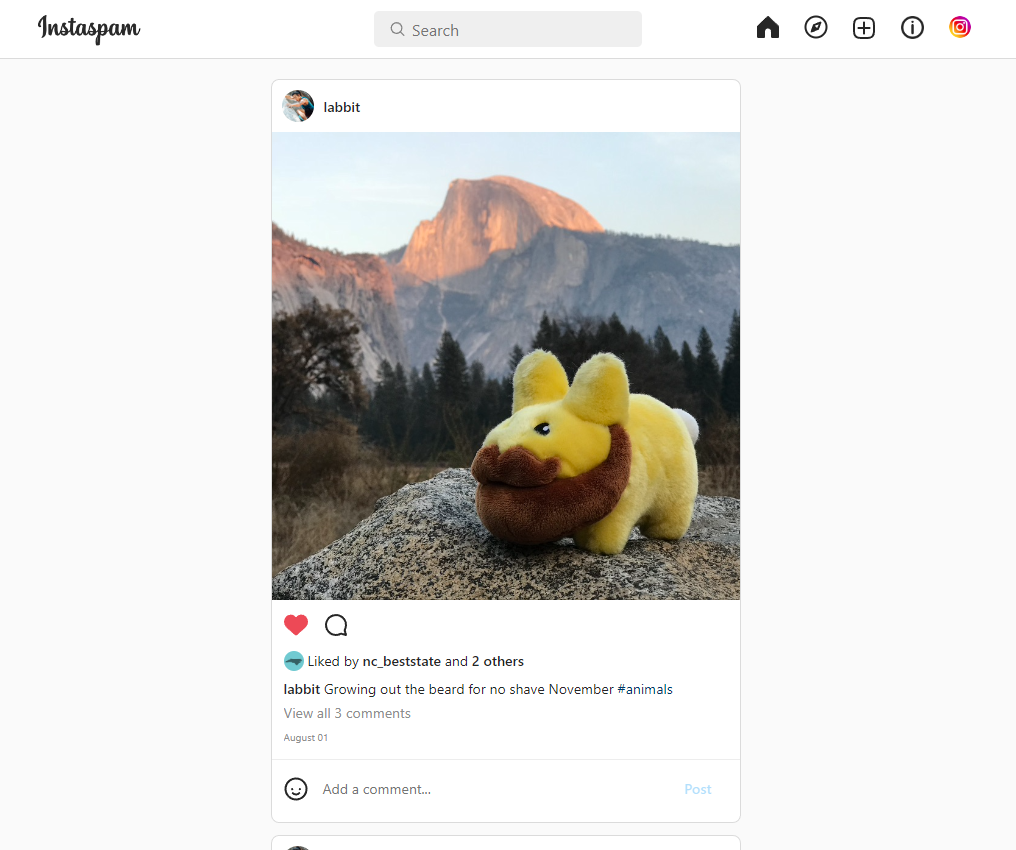 Instaspam
Search
labbit
Liked by nc_beststate and 2 others
labbit Growing out the beard for no shave November #animals
View all 3 comments
August 01
Add a comment...
Post